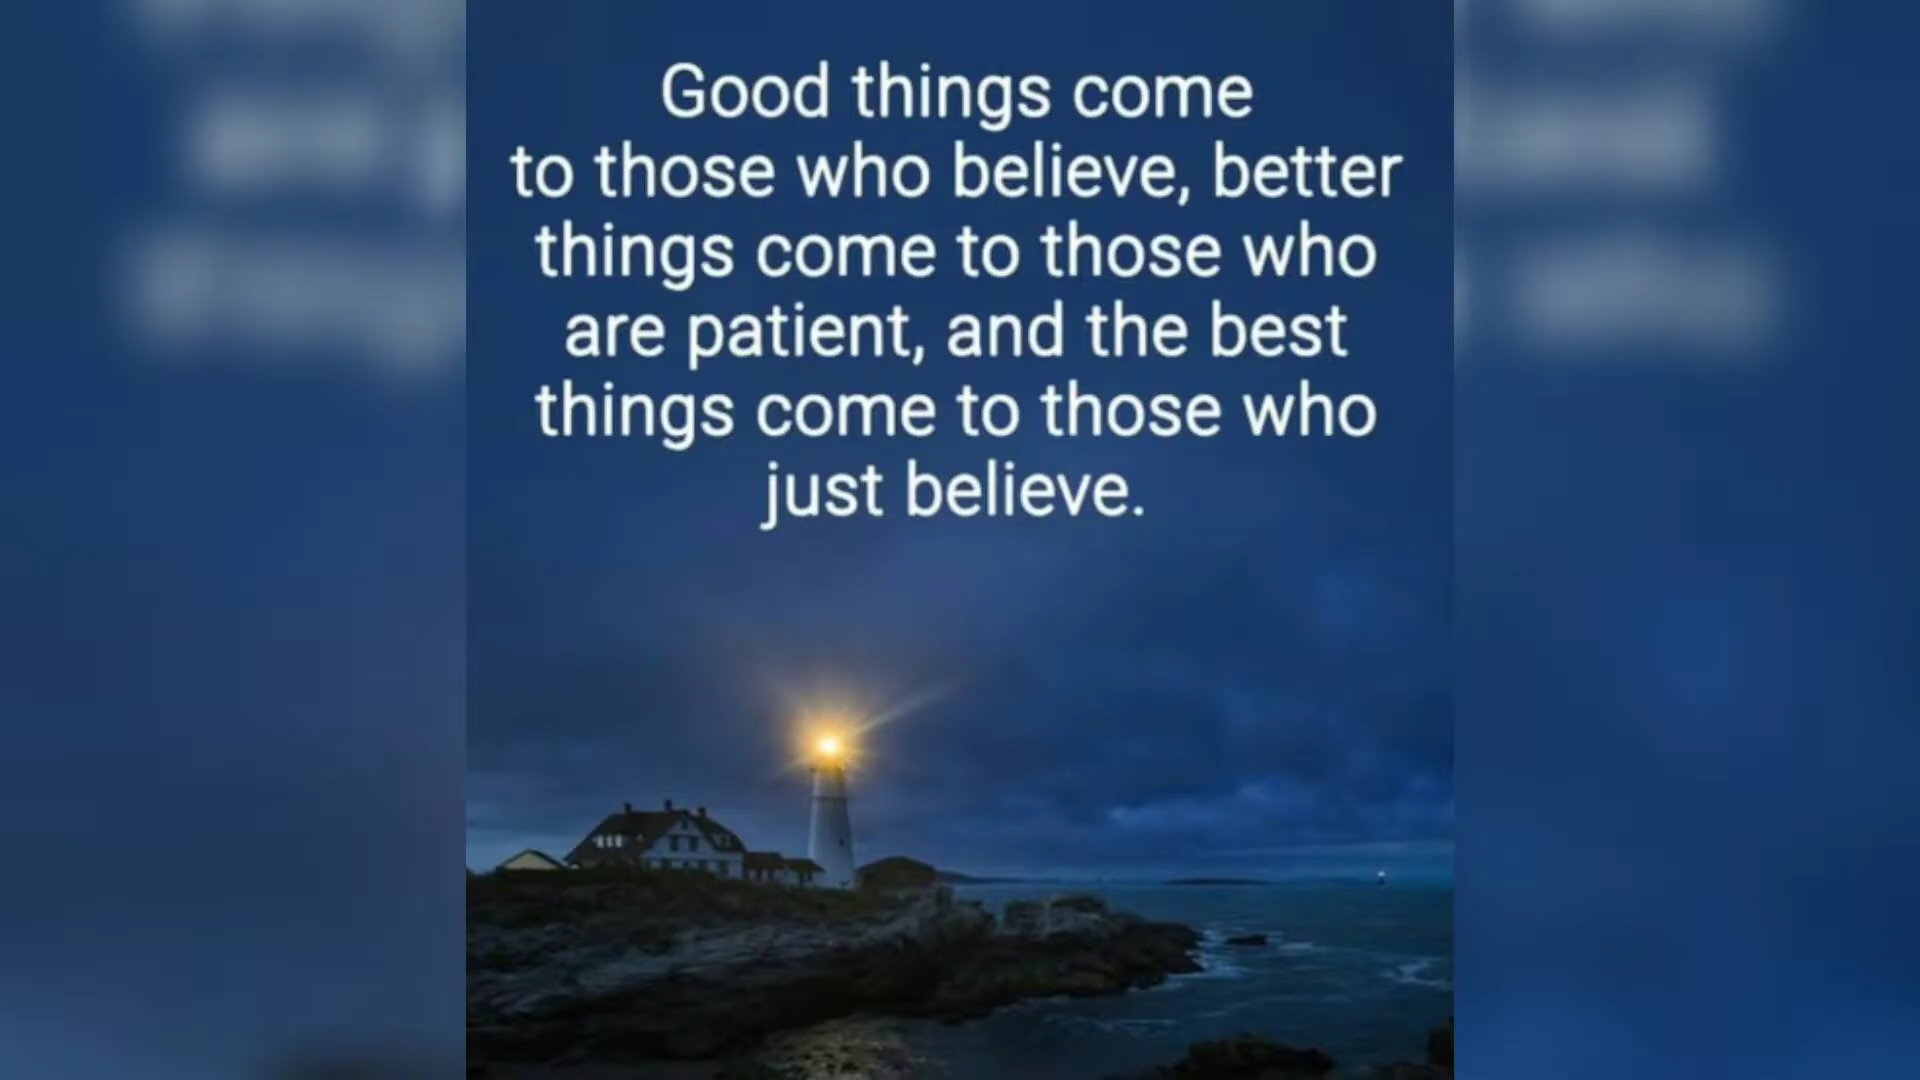 Good things come
to those who believe, better
things come to those who
are patient, and the best
things come to those who
just believe.